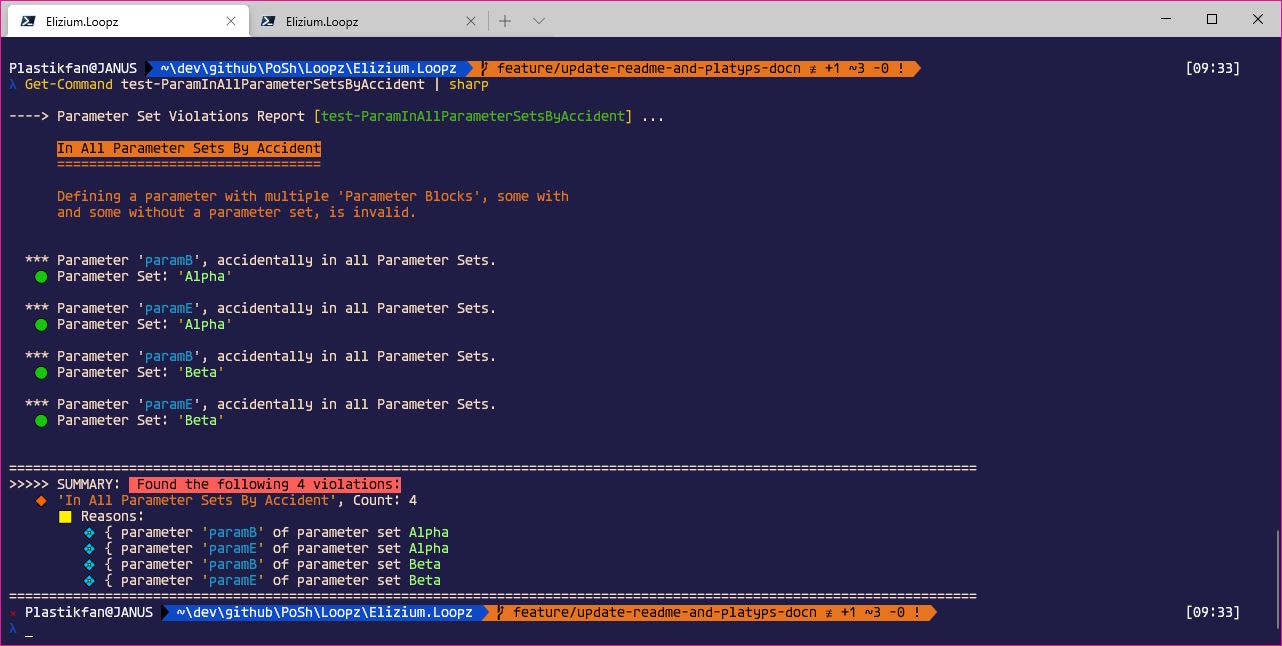 Elizium.Loopz
Elizium.Loopz
Plastikfan@JANUS ~\dev\github\PoSh\Loopz\Elizium.Loopz feature/update-readme-and-platyps-docn ≢ +1 ~3 -0 ! [09:33]
λ Get-Command test-ParamInAllParameterSetsByAccident | sharp
----> Parameter Set Violations Report [test-ParamInAllParameterSetsByAccident] ...
In All Parameter Sets By Accident
=================================
Defining a parameter with multiple 'Parameter Blocks', some with
and some without a parameter set, is invalid.
*** Parameter 'paramB', accidentally in all Parameter Sets.
Parameter Set: 'Alpha'
*** Parameter 'paramE', accidentally in all Parameter Sets.
Parameter Set: 'Alpha'
*** Parameter 'paramB', accidentally in all Parameter Sets.
Parameter Set: 'Beta'
*** Parameter 'paramE', accidentally in all Parameter Sets.
Parameter Set: 'Beta'
=========================================================================================================================
>>>>> SUMMARY: Found the following 4 violations:
'In All Parameter Sets By Accident', Count: 4
Reasons:
{ parameter 'paramB' of parameter set Alpha
{ parameter 'paramE' of parameter set Alpha
{ parameter 'paramB' of parameter set Beta
{ parameter 'paramE' of parameter set Beta
=========================================================================================================================
× Plastikfan@JANUS ~\dev\github\PoSh\Loopz\Elizium.Loopz feature/update-readme-and-platyps-docn ≢ +1 ~3 -0 ! [09:33]
λ _